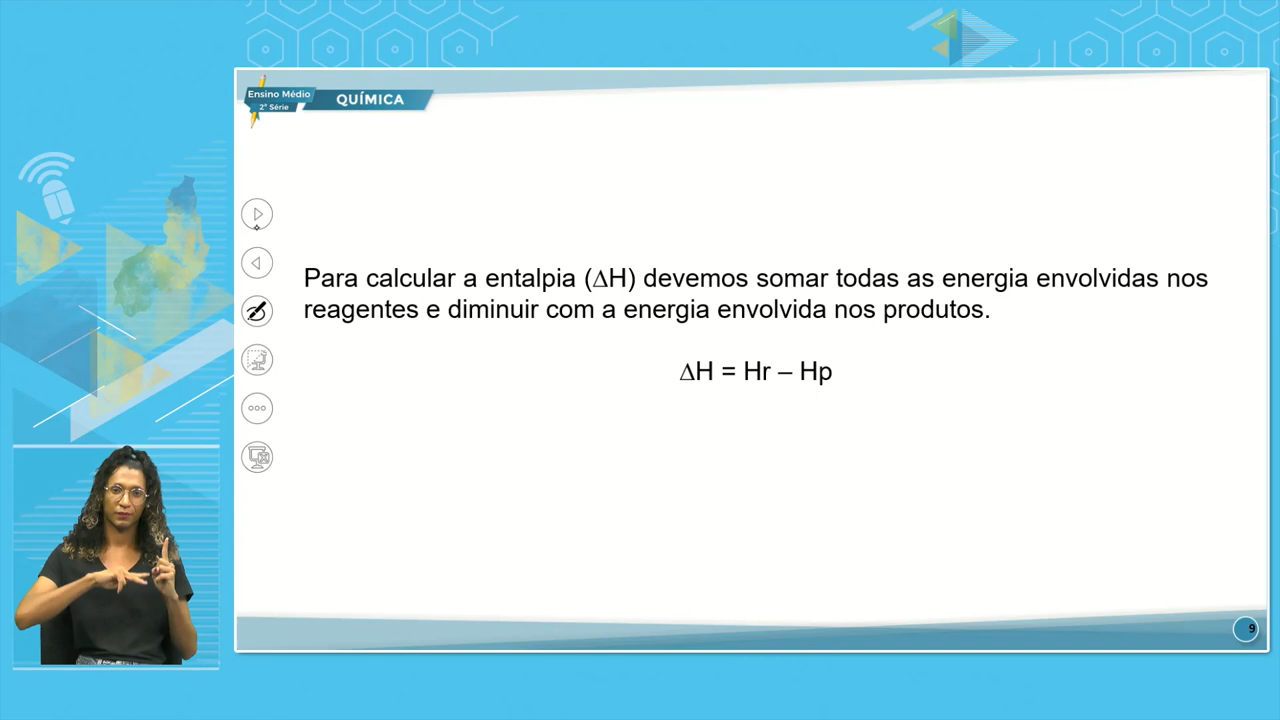 Ensino Médio
2ª Série
QUÍMICA
Para calcular a entalpia (∆H) devemos somar todas as energia envolvidas nos
reagentes e diminuir com a energia envolvida nos produtos.
∆H = Hr – Hp
9